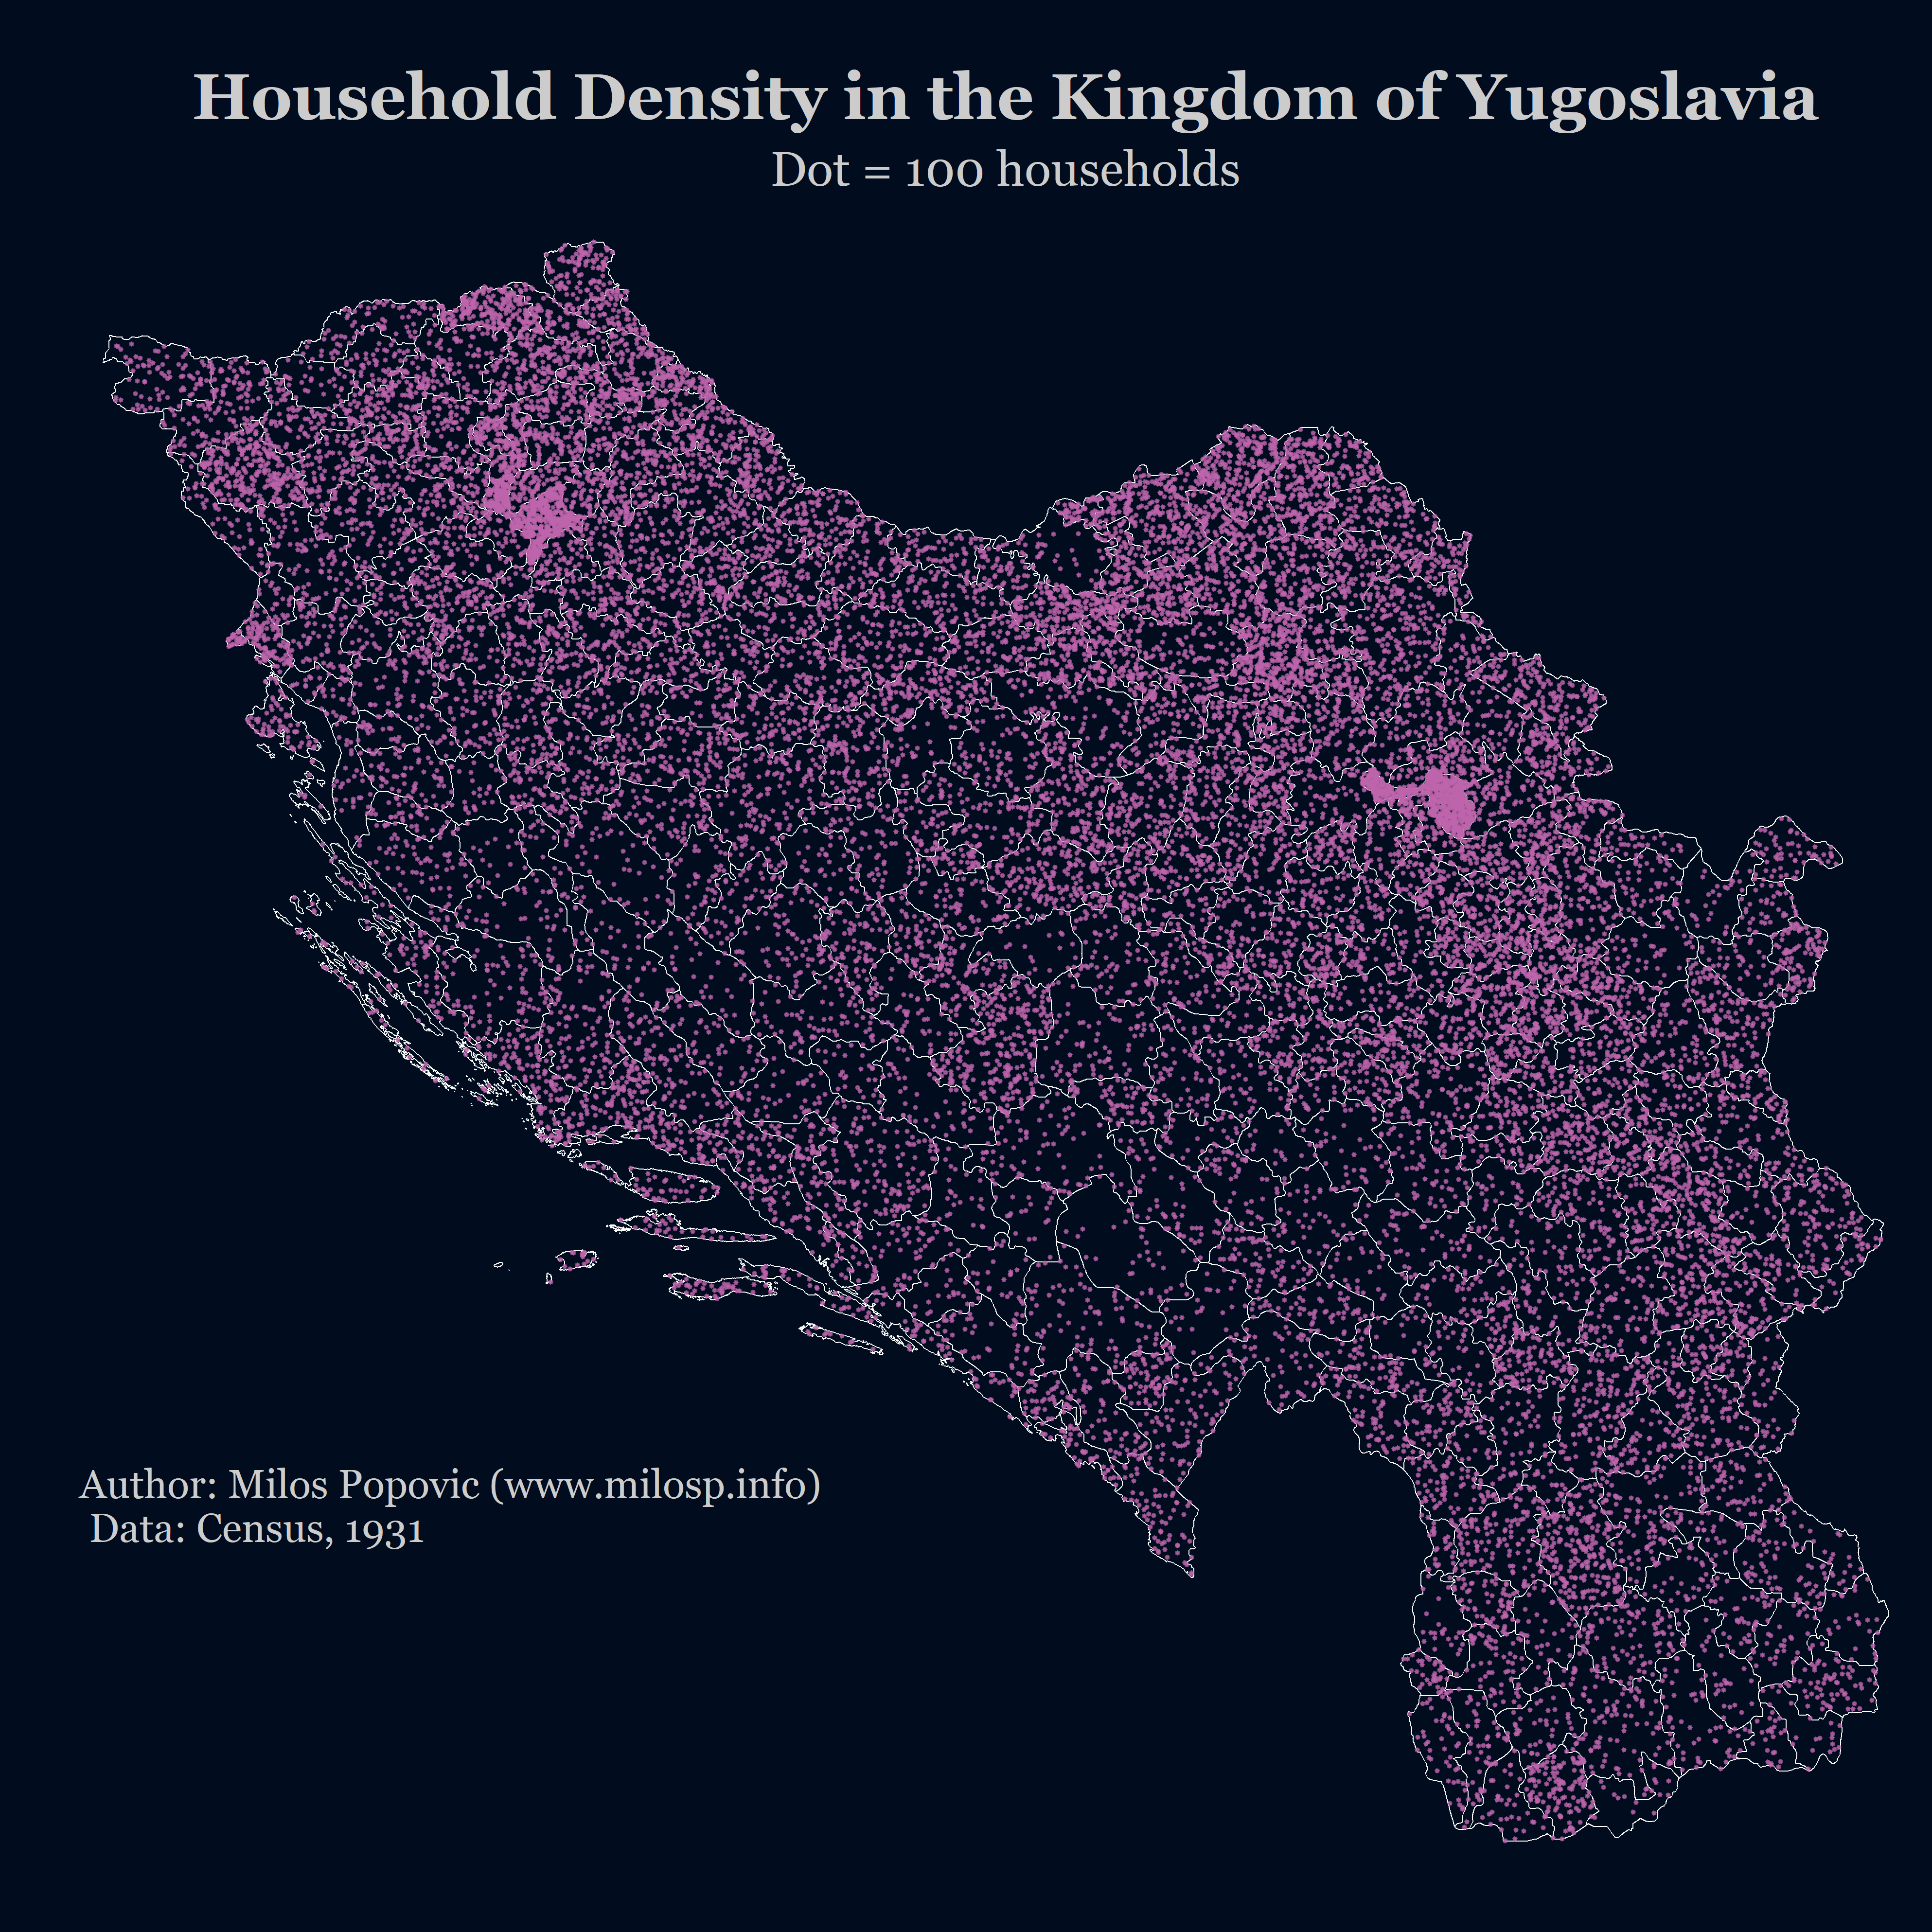 Household Density in the Kingdom of Yugoslavia
Dot = 100 households
Author: Milos Popovic (www.milosp.info)
Data: Census, 1931